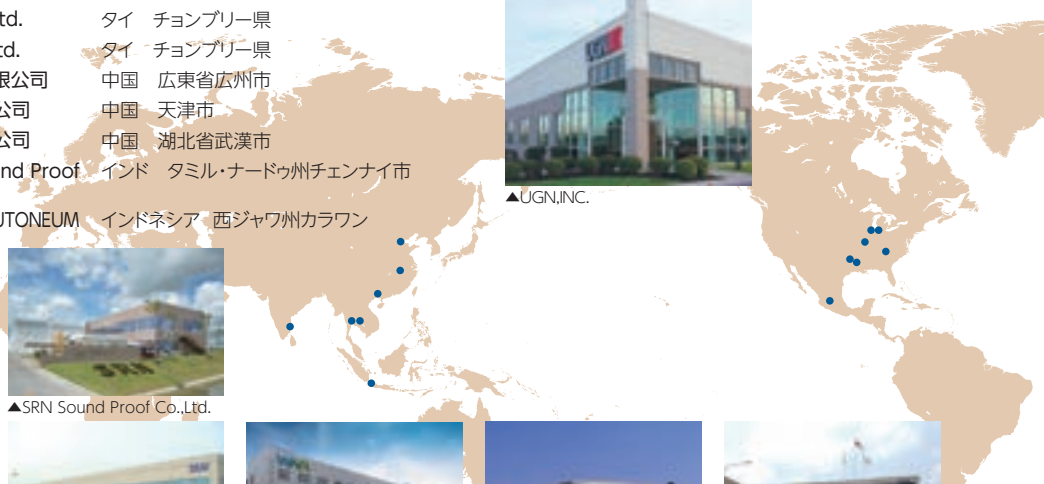 td. タイ チョンブリー県
td. タイ チョンブリー県
限公司 中国 広東省広州市
公司 中国 天津市
公司 中国 湖北省武漢市
nd Proof インド タミル・ナードゥ州チェンナイ市
UTONEUM インドネシア 西ジャワ州カラワン
UGN
▲UGN,INC.
SRN
▲SRN Sound Proof Co.,Ltd.